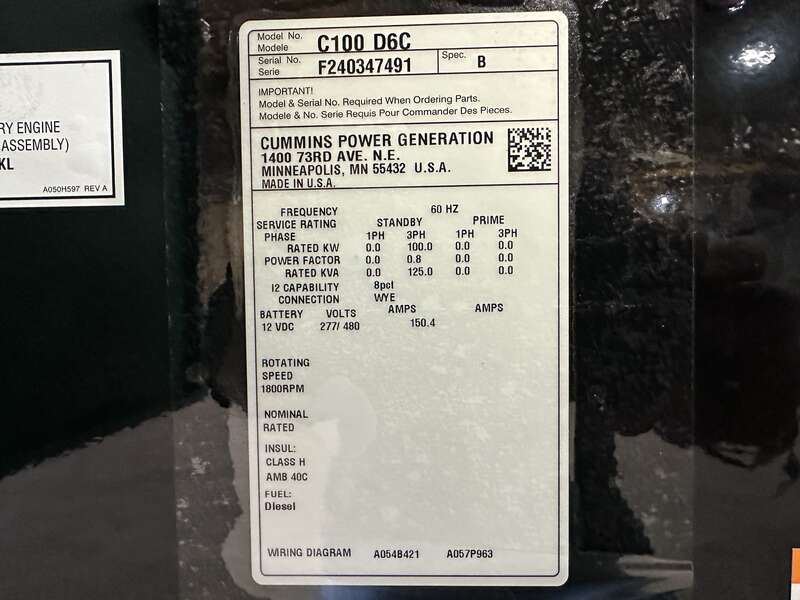 RY ENGINE
ASSEMBLY)
KL
A050H597 REV A
Model No. C100 D6C
Modele
Serial No. F240347491 Spec. B
Serie
IMPORTANT!
Model & Serial No. Required When Ordering Parts.
Modele & No. Serie Requis Pour Commander Des Pieces.
CUMMINS POWER GENERATION
1400 73RD AVE. N.E.
MINNEAPOLIS, MN 55432 U.S.A.
MADE IN U.S.A.
FREQUENCY 60 HZ
SERVICE RATING STANDBY PRIME
PHASE 1PH 3PH 1PH 3PH
RATED KW 0.0 100.0 0.0 0.0
POWER FACTOR 0.0 0.8 0.0 0.0
RATED KVA 0.0 125.0 0.0 0.0
I2 CAPABILITY 8pct
CONNECTION WYE
BATTERY VOLTS AMPS AMPS
12 VDC 277/ 480 150.4
ROTATING
SPEED
1800RPM
NOMINAL
RATED
INSUL:
CLASS H
AMB 40C
FUEL:
Diesel
WIRING DIAGRAM A054B421 A057P963